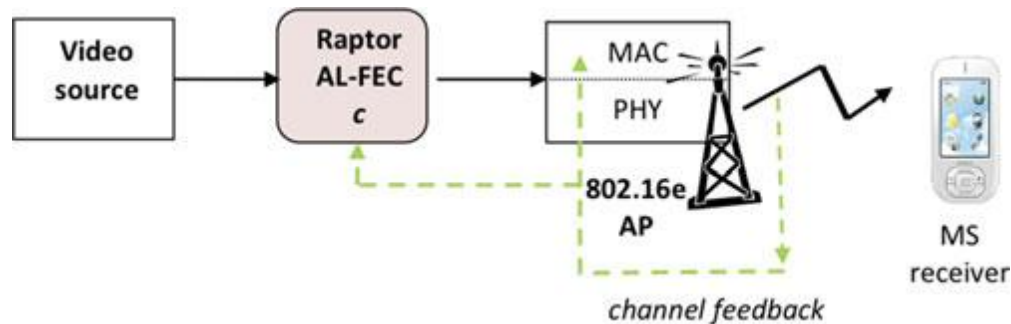 Video
source
Raptor
AL-FEC
c
MAC
PHY
802.16e
AP
MS
receiver
channel feedback